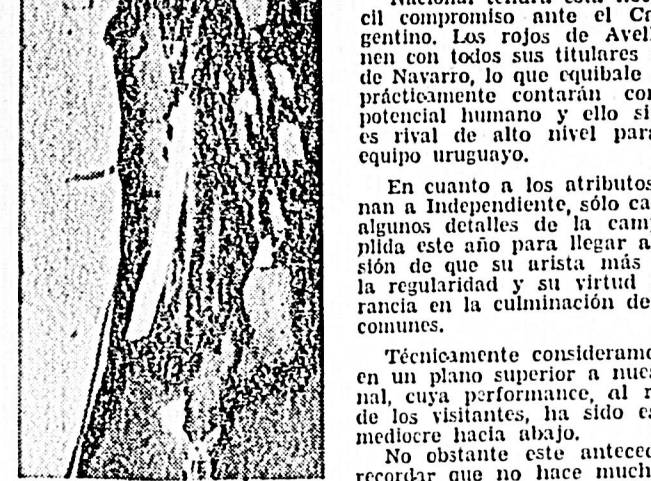 Nacional tendrá esta
cil compromiso ante el
gentino. Los rojos de Avell
nen con todos sus titulares
de Navarro, lo que equibale
prácticamente contarán con
potencial humano y ello si
es rival de alto nivel para
equipo uruguayo.
En cuanto a los atributos
nan a Independiente, sólo ca
algunos detalles de la cam
plida este año para llegar a
sión de que su arista más
la regularidad y su virtud
rancia en la culminación de
comunes.
Técnicamente consideramo
en un plano superior a
nal, cuya performance, al
de los visitantes, ha sido
mediocre hacia abajo.
No obstante este anteced
recordar que no hace much